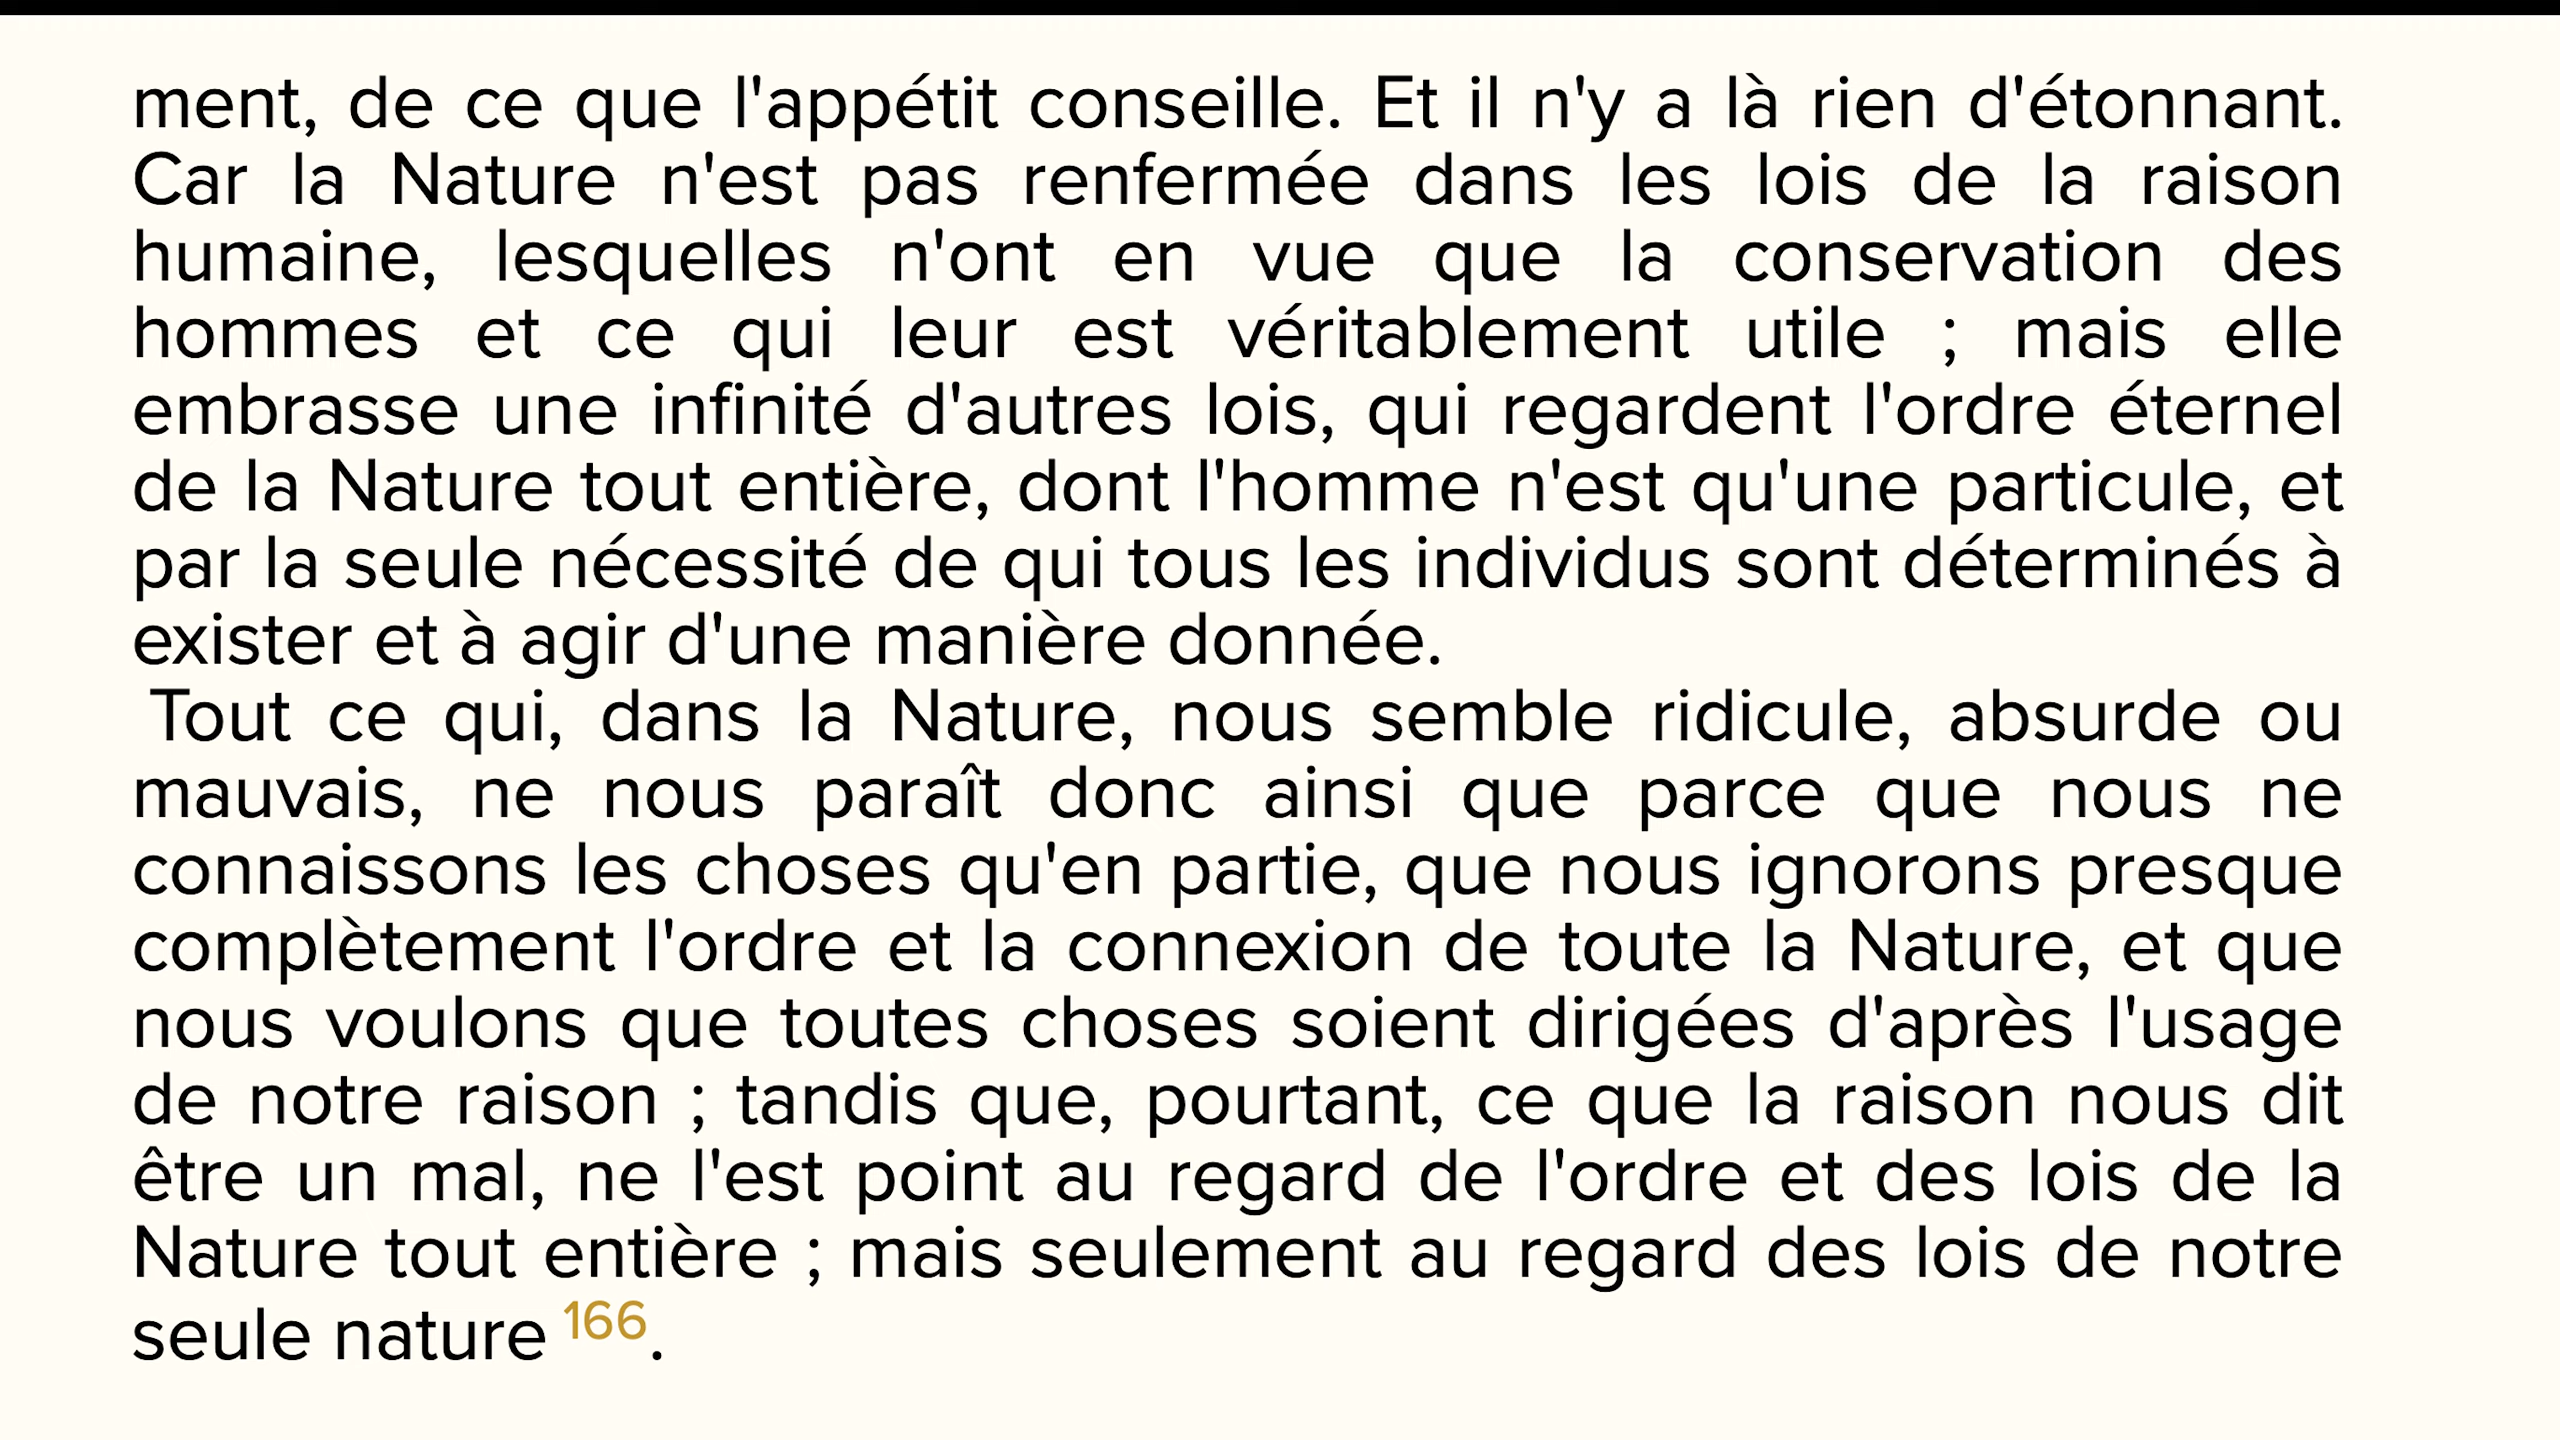 ment, de ce que l'appétit conseille. Et il n'y a là rien d'étonnant.
Car la Nature n'est pas renfermée dans les lois de la raison
humaine, lesquelles n'ont en vue que la conservation des
hommes et ce qui leur est véritablement utile ; mais elle
embrasse une infinité d'autres lois, qui regardent l'ordre éternel
de la Nature tout entière, dont l'homme n'est qu'une particule, et
par la seule nécessité de qui tous les individus sont déterminés à
exister et à agir d'une manière donnée.
Tout ce qui, dans la Nature, nous semble ridicule, absurde ou
mauvais, ne nous paraît donc ainsi que parce que nous ne
connaissons les choses qu'en partie, que nous ignorons presque
complètement l'ordre et la connexion de toute la Nature, et que
nous voulons que toutes choses soient dirigées d'après l'usage
de notre raison ; tandis que, pourtant, ce que la raison nous dit
être un mal, ne l'est point au regard de l'ordre et des lois de la
Nature tout entière ; mais seulement au regard des lois de notre
seule nature 166.